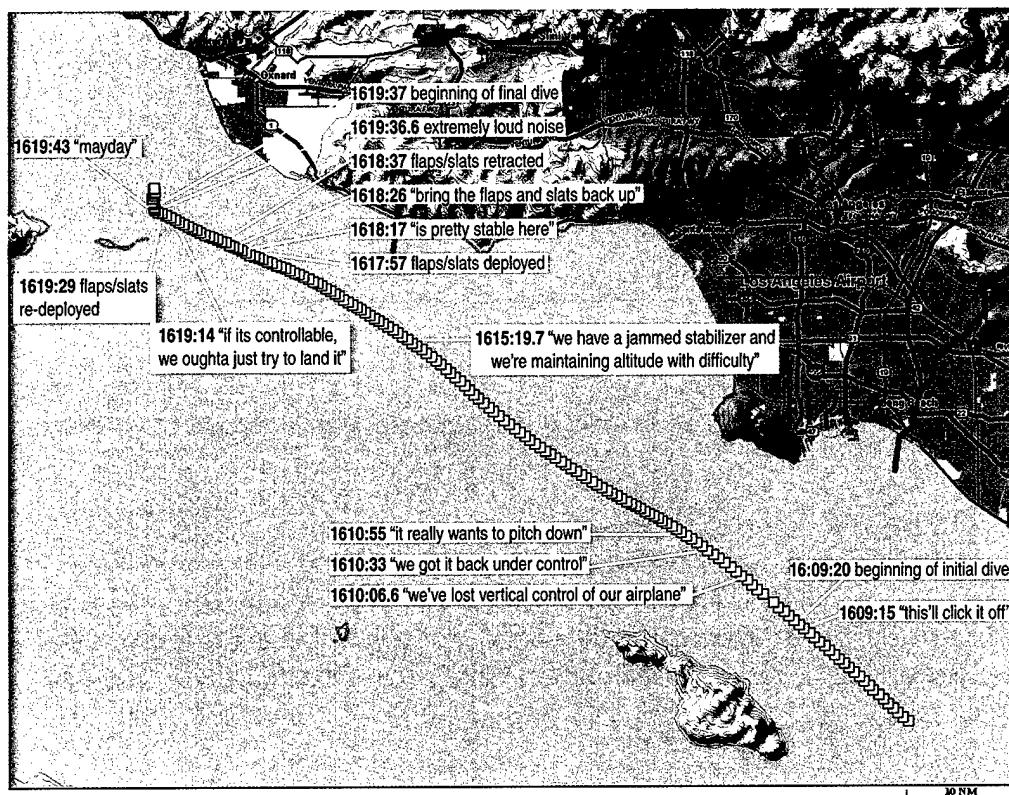 118
Oxnard
1
118
170
1619:37 beginning of final dive
1619:36.6 extremely loud noise
1619:43 “mayday”
1618:37 flaps/slats retracted
1618:26 “bring the flaps and slats back up”
1618:17 “is pretty stable here”
1617:57 flaps/slats deployed
1619:29 flaps/slats
re-deployed
Los Angeles Airport
1619:14 “if its controllable,
we oughta just try to land it”
1615:19.7 “we have a jammed stabilizer and
we're maintaining altitude with difficulty”
1610:55 “it really wants to pitch down”
1610:33 “we got it back under control”
16:09:20 beginning of initial dive
1610:06.6 “we've lost vertical control of our airplane”
1609:15 “this'll click it off”
10 NM